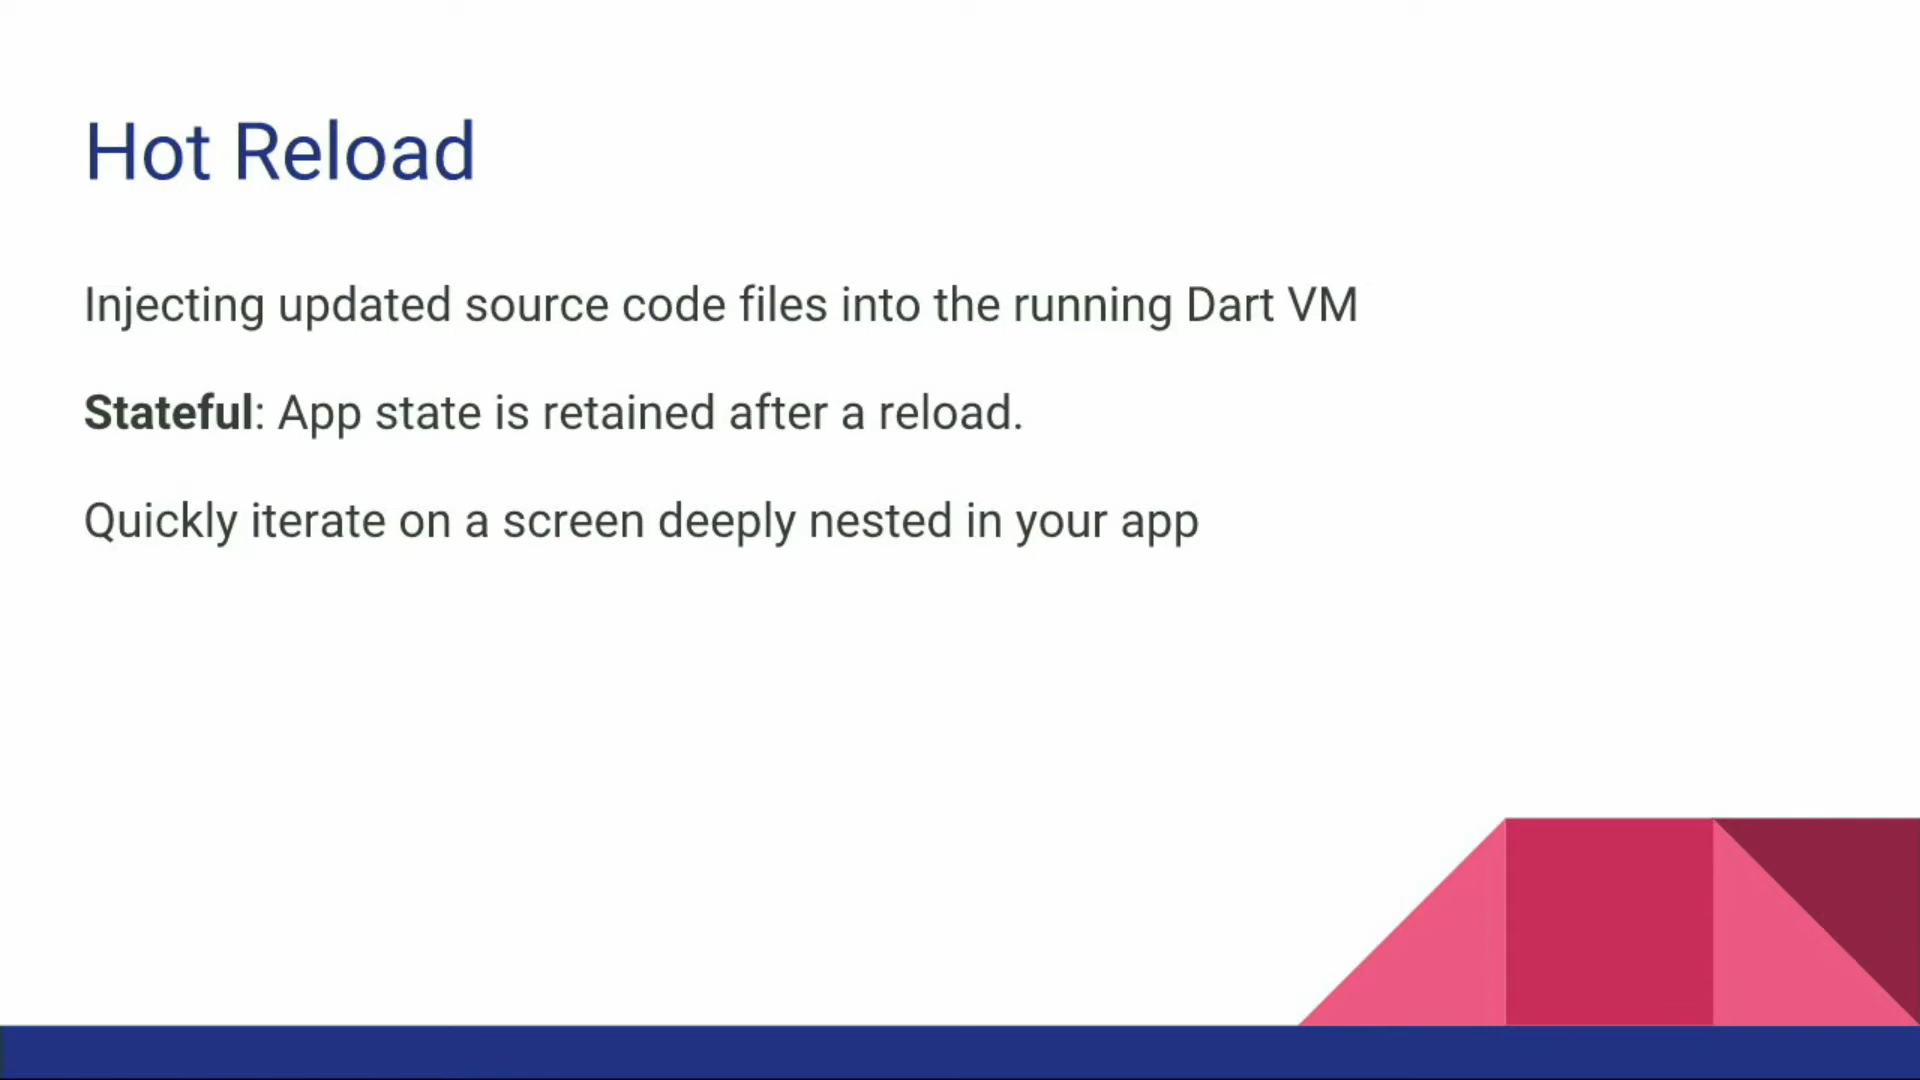 Hot Reload
Injecting updated source code files into the running Dart VM
Stateful: App state is retained after a reload.
Quickly iterate on a screen deeply nested in your app